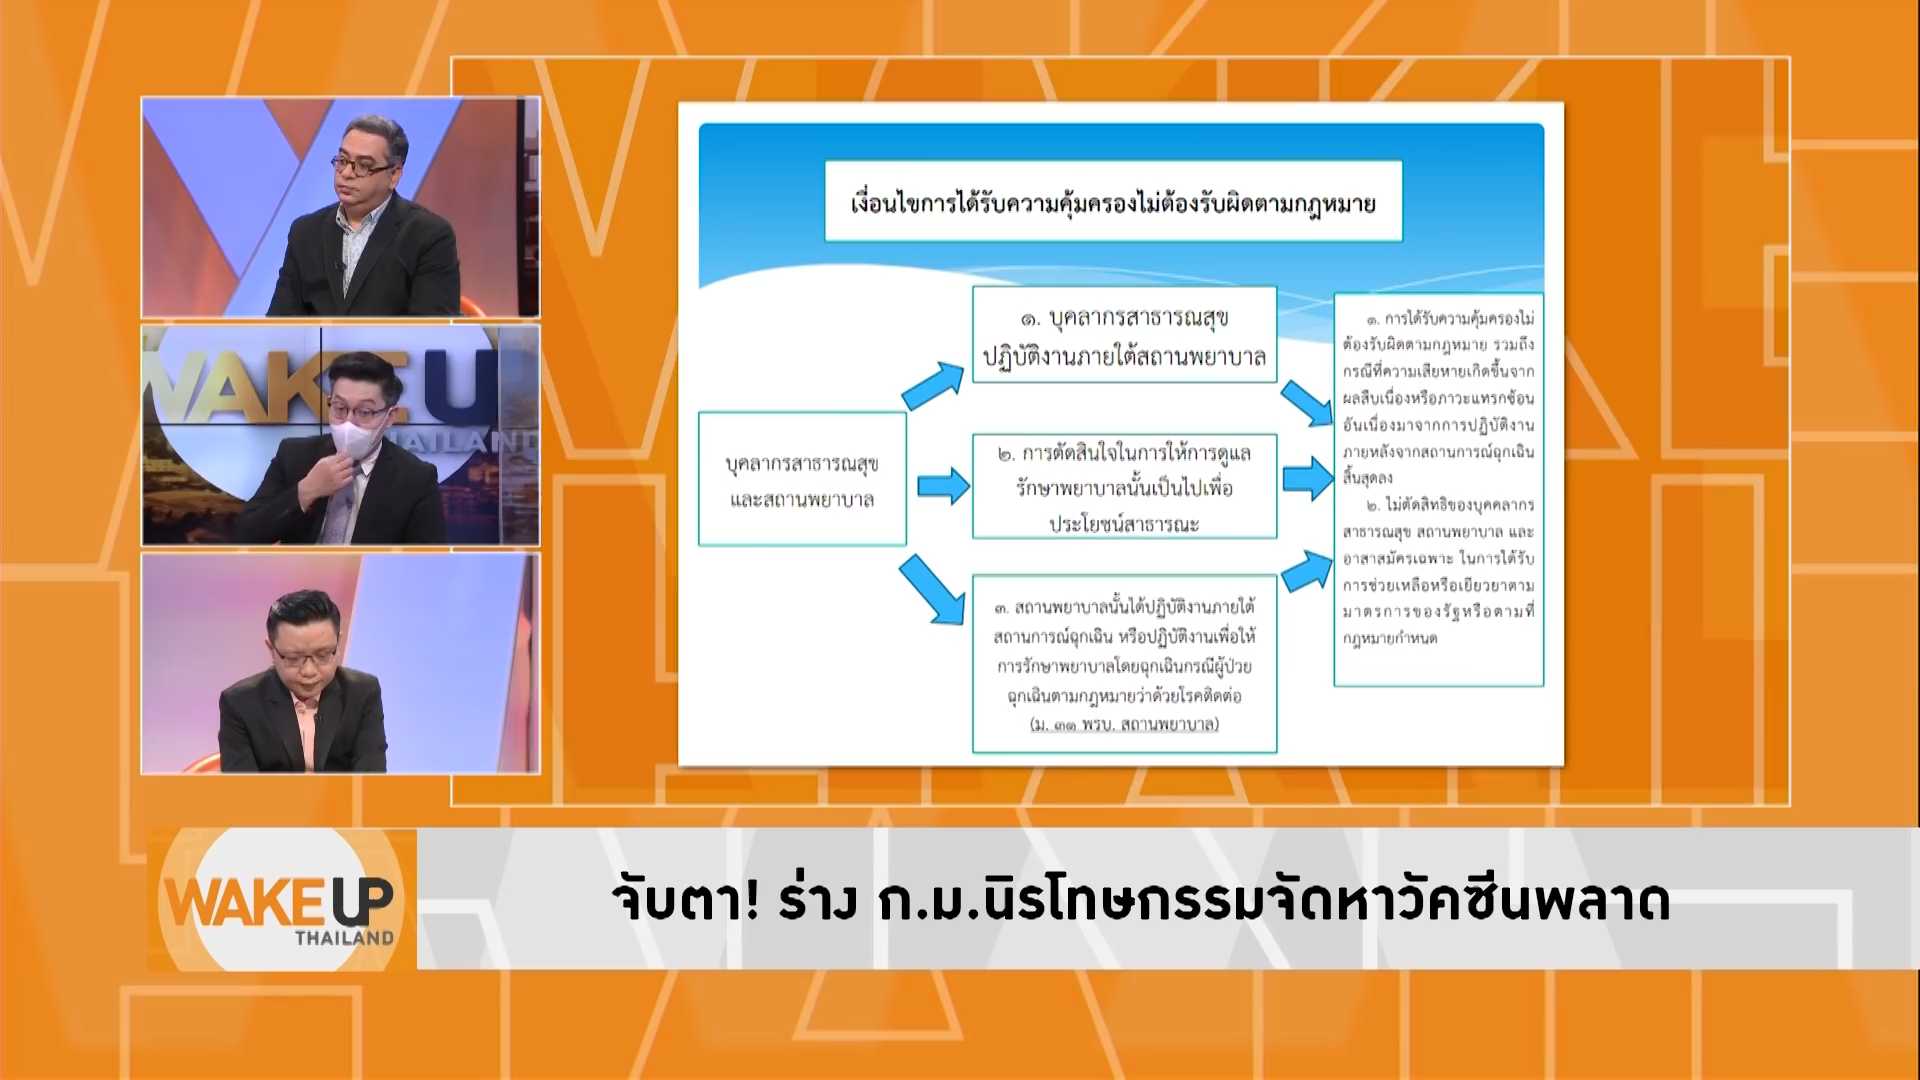 เงื่อนไขการได้รับความคุ้มครองไม่ต้องรับผิดตามกฎหมาย
บุคลากรสาธารณสุข
และสถานพยาบาล
๑. บุคลากรสาธารณสุข
ปฏิบัติงานภายใต้สถานพยาบาล
๒. การตัดสินใจในการให้การดูแล
รักษาพยาบาลนั้นเป็นไปเพื่อ
ประโยชน์สาธารณะ
๓. สถานพยาบาลนั้นได้ปฏิบัติงานภายใต้
สถานการณ์ฉุกเฉิน หรือปฏิบัติงานเพื่อให้
การรักษาพยาบาลโดยฉุกเฉินกรณีผู้ป่วย
ฉุกเฉินตามกฎหมายว่าด้วยโรคติดต่อ
(ม. ๓๑ พรบ. สถานพยาบาล)
๑. การได้รับความคุ้มครองไม่
ต้องรับผิดตามกฎหมาย รวมถึง
กรณีที่ความเสียหายเกิดขึ้นจาก
ผลสืบเนื่องหรือภาวะแทรกซ้อน
อันเนื่องมาจากการปฏิบัติงาน
ภายหลังจากสถานการณ์ฉุกเฉิน
สิ้นสุดลง
๒. ไม่ตัดสิทธิของบุคคลากร
สาธารณสุข สถานพยาบาล และ
อาสาสมัครเฉพาะ ในการได้รับ
การช่วยเหลือหรือเยียวยาตาม
มาตรการของรัฐหรือตามที่
กฎหมายกำหนด
WAKE U
THAILAND
WAKE UP
THAILAND
จับตา! ร่าง ก.ม.นิรโทษกรรมจัดหาวัคซีนพลาด